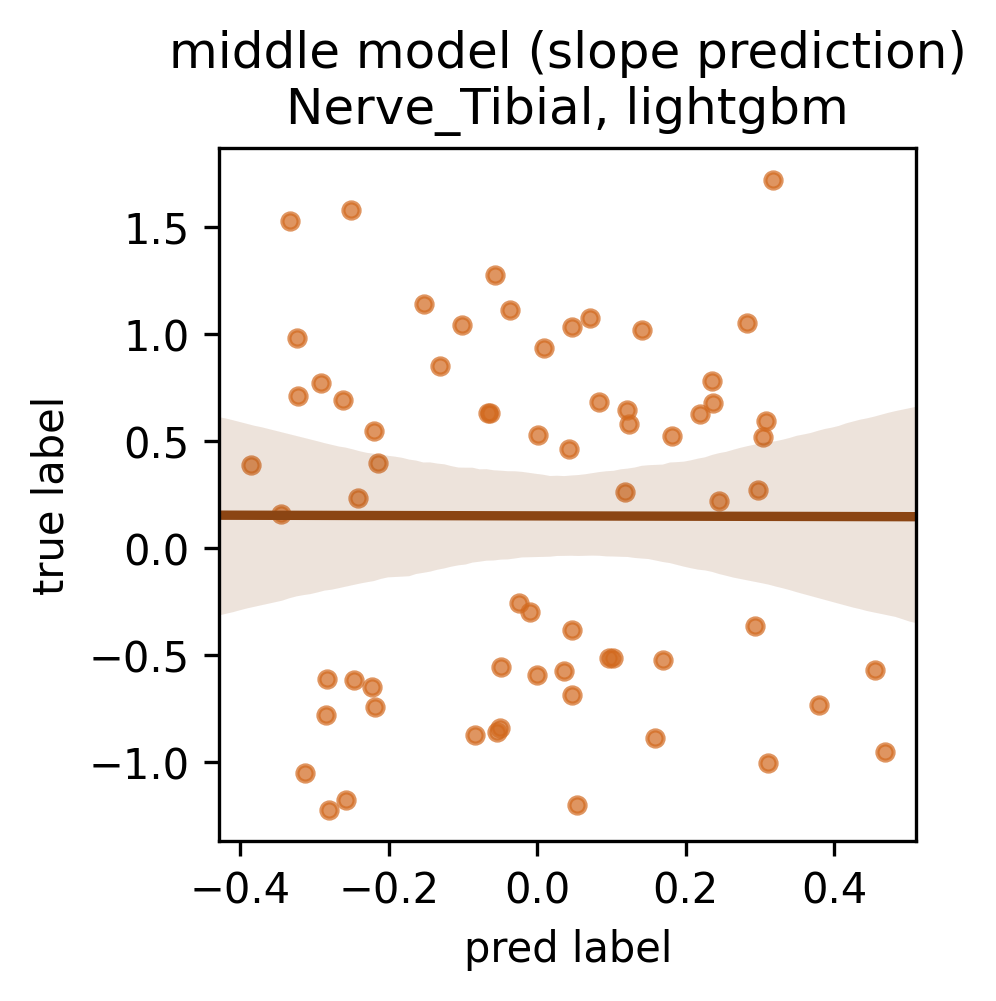 middle model (slope prediction)
Nerve_Tibial, lightgbm
1.5
1.0
0.5
0.0
−0.5
−1.0
true label
−0.4
−0.2
0.0
0.2
0.4
pred label